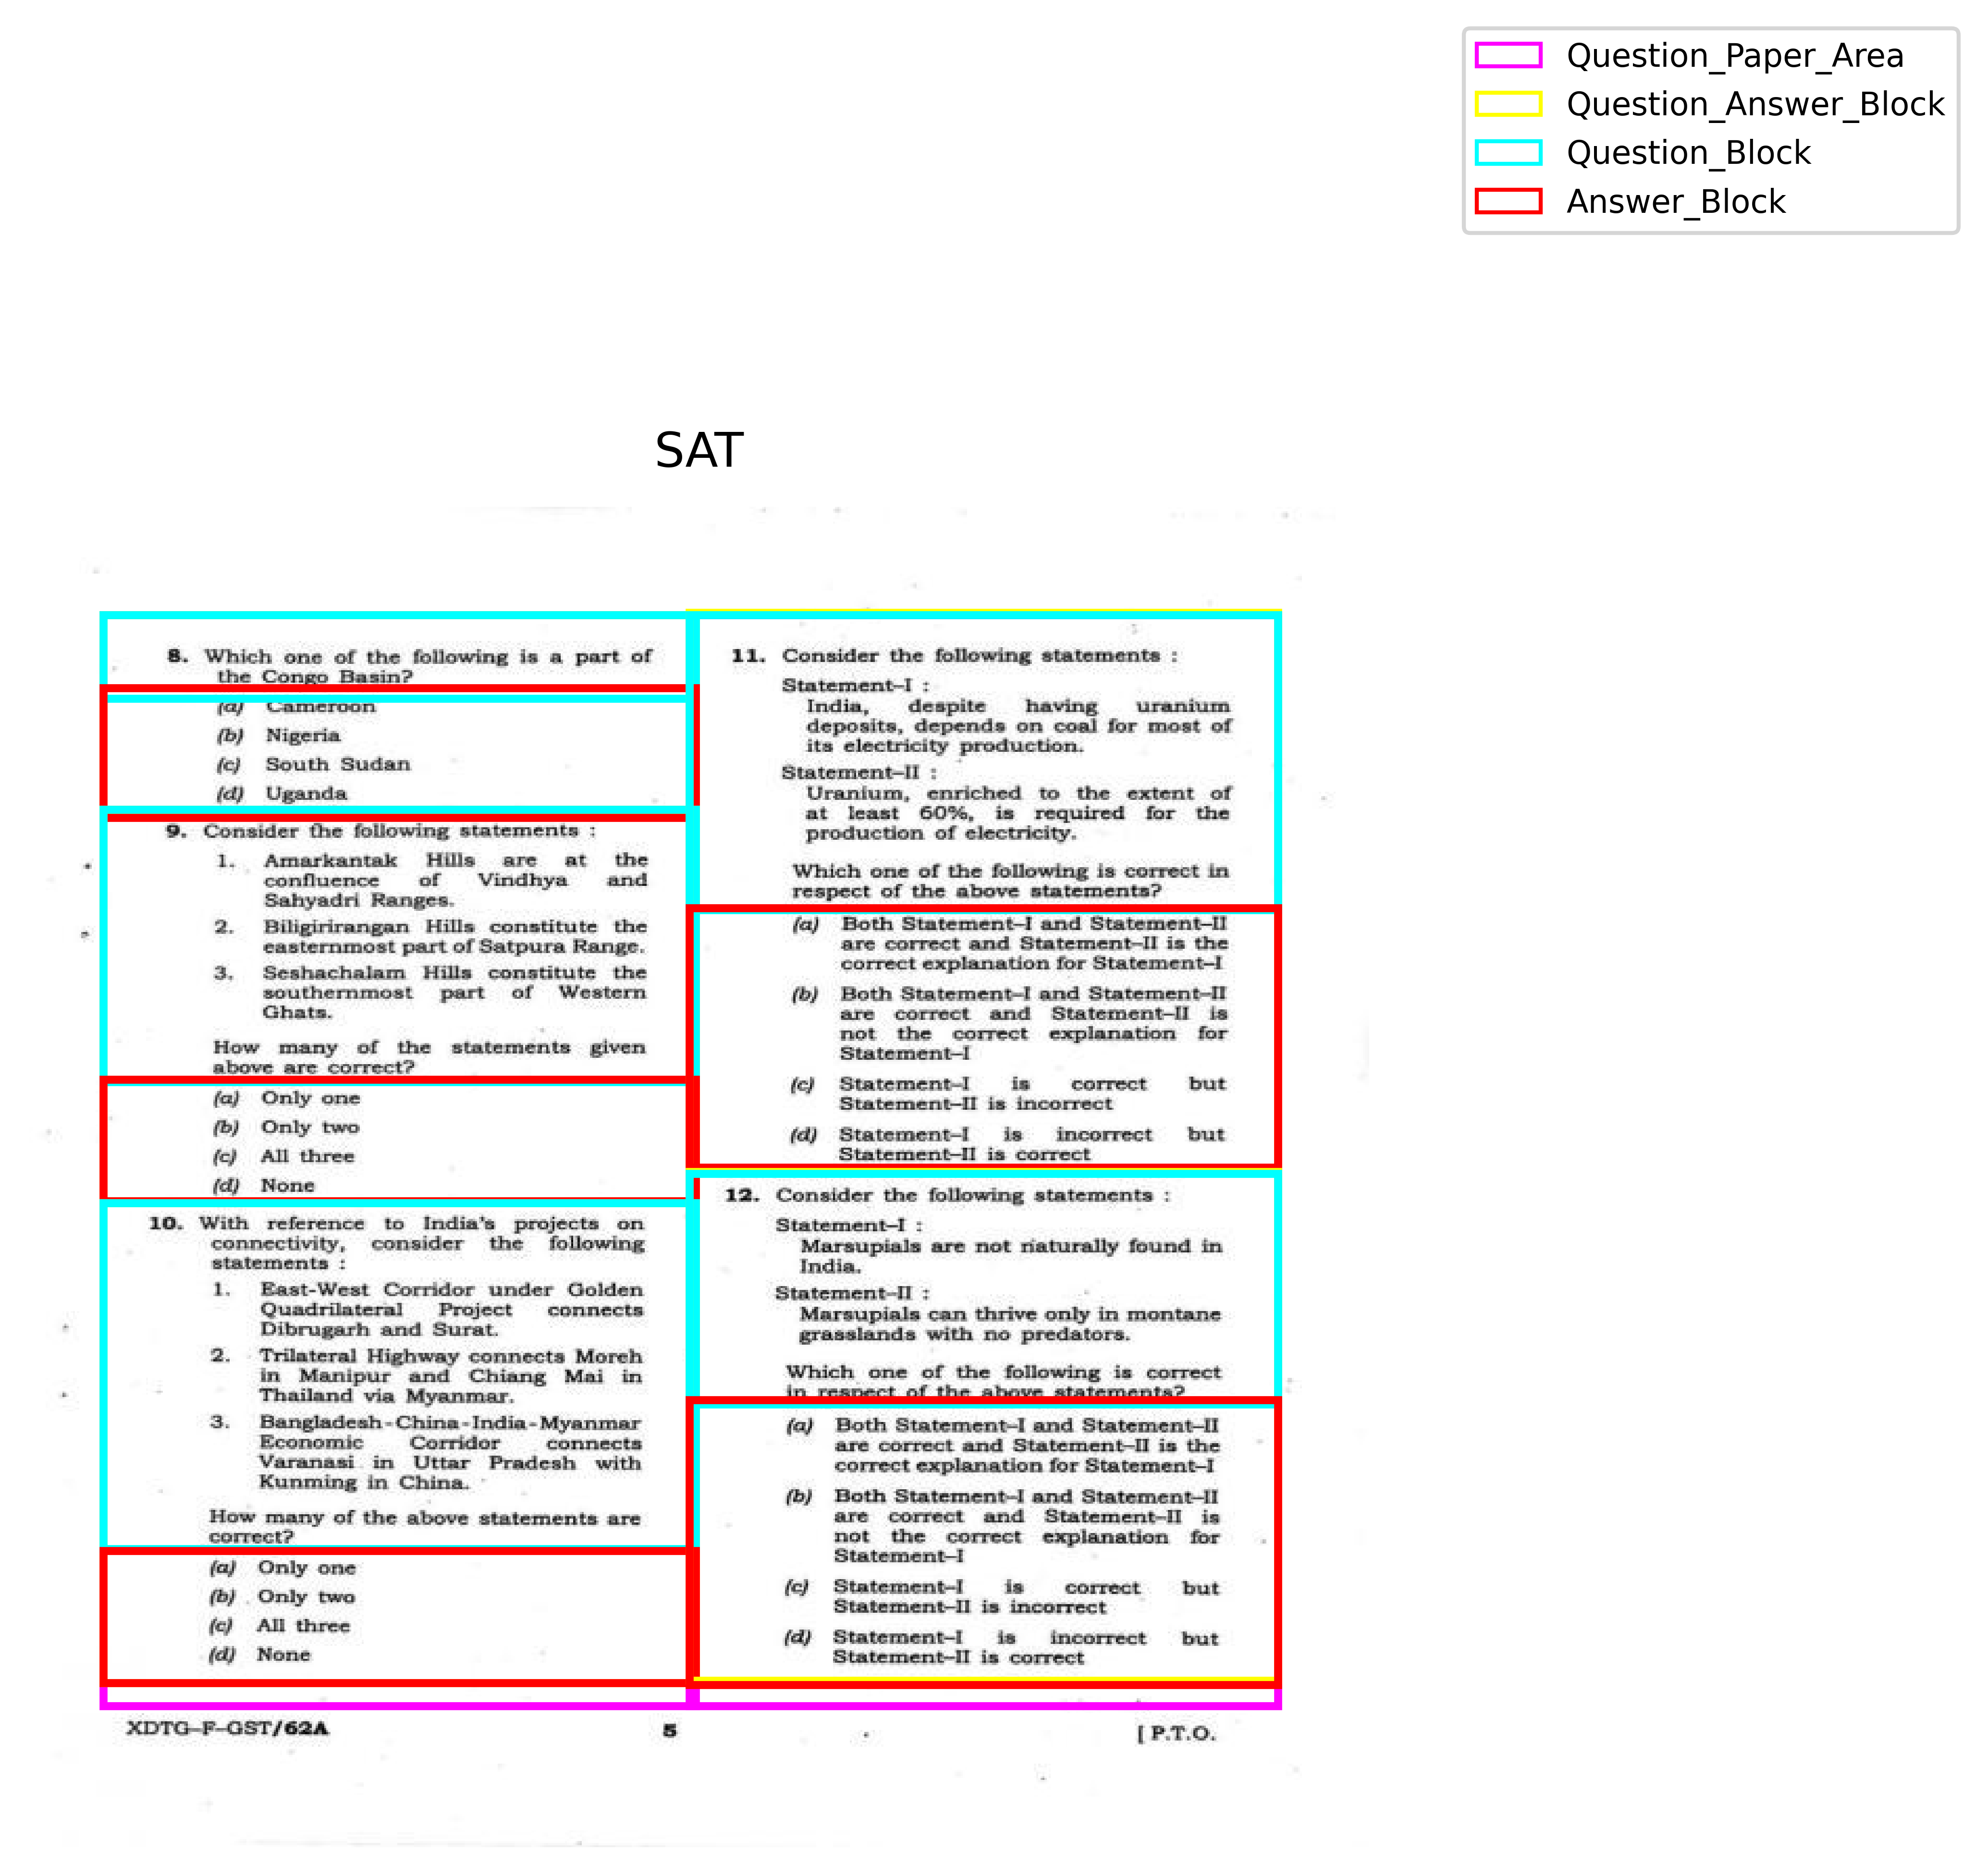 Question_Paper_Area
Question_Answer_Block
Question_Block
Answer_Block
SAT
8. Which one of the following is a part of
the Congo Basin?
(a) Cameroon
(b) Nigeria
(c) South Sudan
(d) Uganda
9. Consider the following statements :
1. Amarkantak Hills are at the
confluence of Vindhya and
Sahyadri Ranges.
2. Biligirirangan Hills constitute the
easternmost part of Satpura Range.
3. Seshachalam Hills constitute the
southernmost part of Western
Ghats.
How many of the statements given
above are correct?
(a) Only one
(b) Only two
(c) All three
(d) None
10. With reference to India's projects on
connectivity, consider the following
statements :
1. East-West Corridor under Golden
Quadrilateral Project connects
Dibrugarh and Surat.
2. Trilateral Highway connects Moreh
in Manipur and Chiang Mai in
Thailand via Myanmar.
3. Bangladesh-China-India-Myanmar
Economic Corridor connects
Varanasi in Uttar Pradesh with
Kunming in China.
How many of the above statements are
correct?
(a) Only one
(b) Only two
(c) All three
(d) None
11. Consider the following statements :
Statement–I :
India, despite having uranium
deposits, depends on coal for most of
its electricity production.
Statement–II :
Uranium, enriched to the extent of
at least 60%, is required for the
production of electricity.
Which one of the following is correct in
respect of the above statements?
(a) Both Statement–I and Statement–II
are correct and Statement–II is the
correct explanation for Statement–I
(b) Both Statement–I and Statement–II
are correct and Statement–II is
not the correct explanation for
Statement–I
(c) Statement–I is correct but
Statement–II is incorrect
(d) Statement–I is incorrect but
Statement–II is correct
12. Consider the following statements :
Statement–I :
Marsupials are not naturally found in
India.
Statement–II :
Marsupials can thrive only in montane
grasslands with no predators.
Which one of the following is correct
in respect of the above statements?
(a) Both Statement–I and Statement–II
are correct and Statement–II is the
correct explanation for Statement–I
(b) Both Statement–I and Statement–II
are correct and Statement–II is
not the correct explanation for
Statement–I
(c) Statement–I is correct but
Statement–II is incorrect
(d) Statement–I is incorrect but
Statement–II is correct
XDTG–F–GST/62A
5
[ P.T.O.